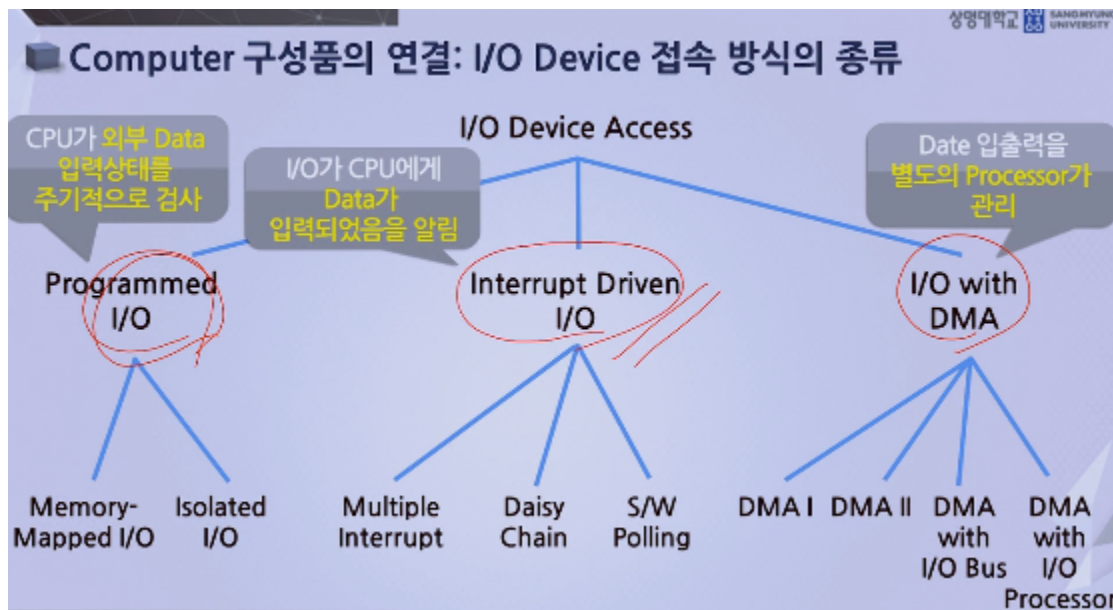 상명대학교 SANGMYUNG
UNIVERSITY
Computer 구성품의 연결: I/O Device 접속 방식의 종류
I/O Device Access
CPU가 외부 Data
입력상태를
주기적으로 검사
I/O가 CPU에게
Data가
입력되었음을 알림
Date 입출력을
별도의 Processor가
관리
Programmed
I/O
Interrupt Driven
I/O
I/O with
DMA
Memory-
Mapped I/O
Isolated
I/O
Multiple
Interrupt
Daisy
Chain
S/W
Polling
DMA I
DMA II
DMA
with
I/O Bus
DMA
with
I/O
Processor